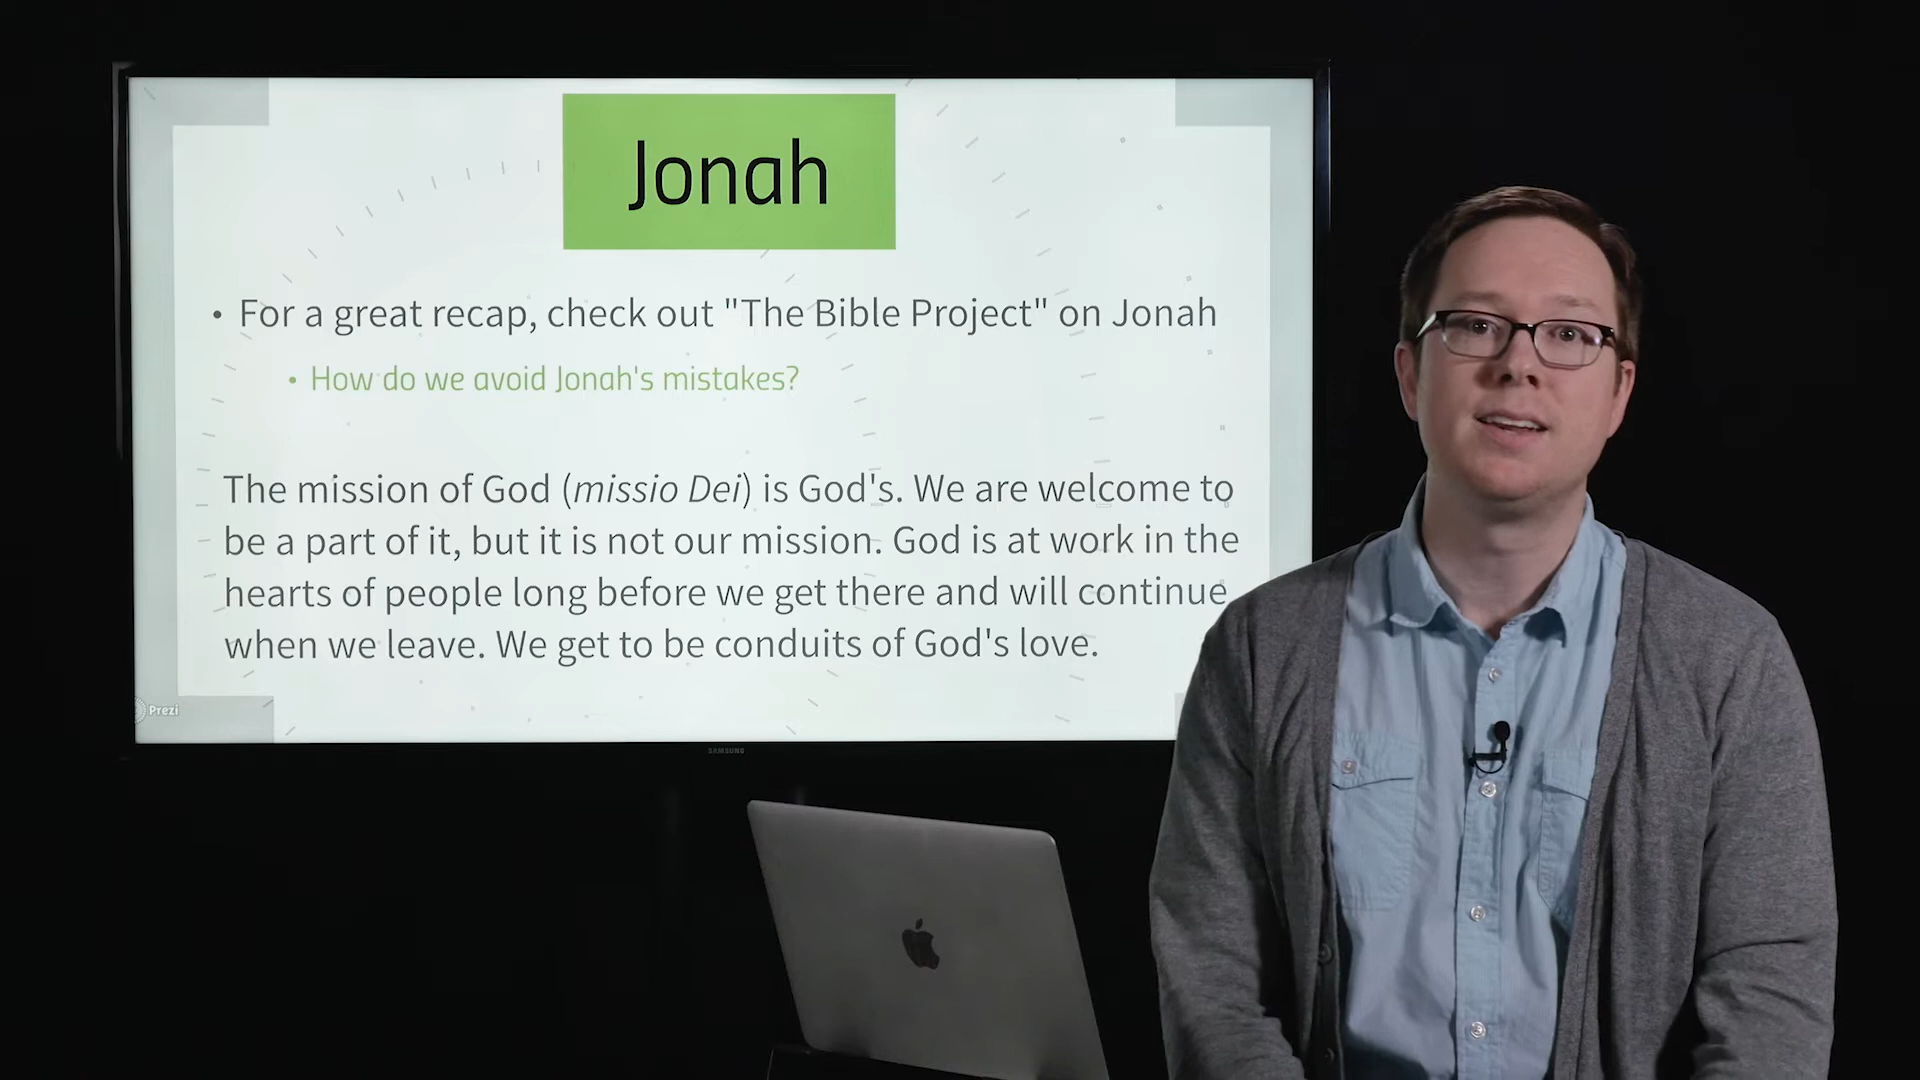 Jonah
• For a great recap, check out "The Bible Project" on Jonah
• How do we avoid Jonah's mistakes?
The mission of God (missio Dei) is God's. We are welcome to
be a part of it, but it is not our mission. God is at work in the
hearts of people long before we get there and will continue
when we leave. We get to be conduits of God's love.
Prezi
SAMSUNG